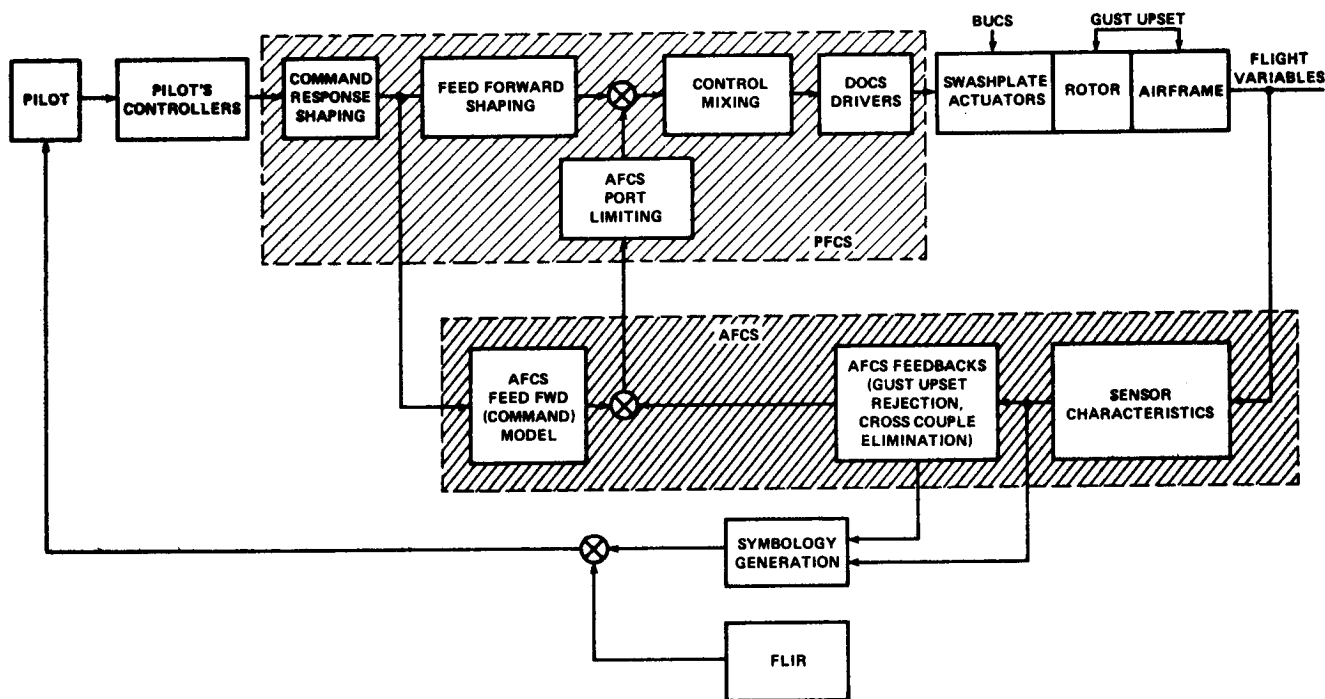 BUCS
GUST UPSET
FLIGHT
VARIABLES
PILOT
PILOT'S
CONTROLLERS
COMMAND
RESPONSE
SHAPING
FEED FORWARD
SHAPING
CONTROL
MIXING
DOCS
DRIVERS
SWASHPLATE
ACTUATORS
ROTOR
AIRFRAME
AFCS
PORT
LIMITING
PFCS
AFCS
AFCS
FEED FWD
(COMMAND)
MODEL
AFCS FEEDBACKS
(GUST UPSET
REJECTION,
CROSS COUPLE
ELIMINATION)
SENSOR
CHARACTERISTICS
SYMBOLOGY
GENERATION
FLIR